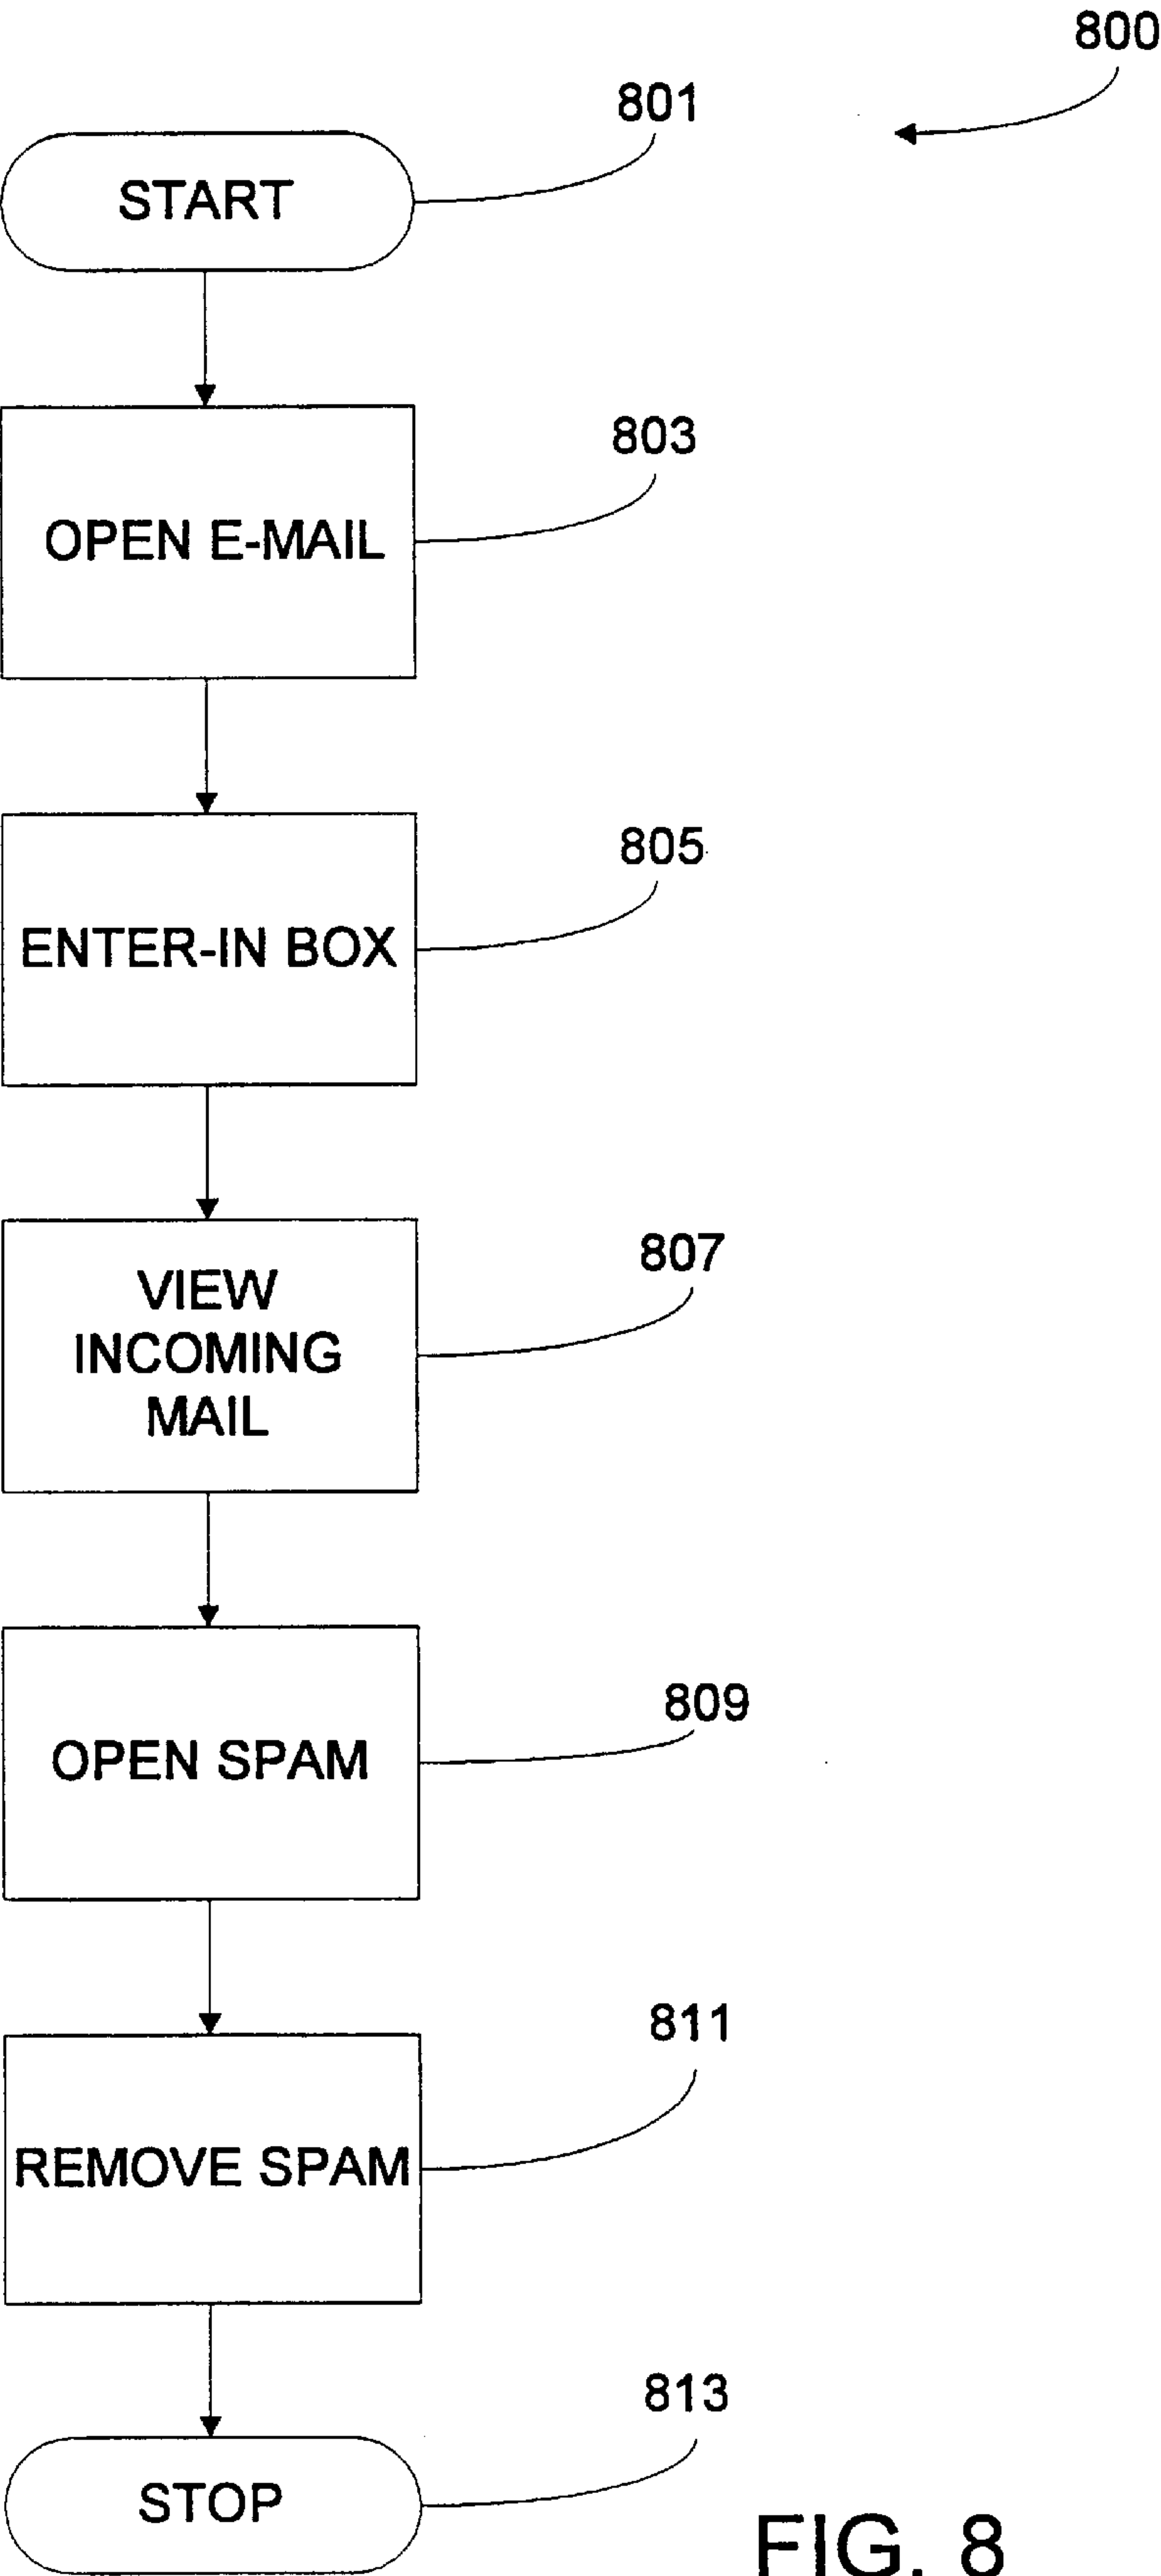 800
801
START
803
OPEN E-MAIL
805
ENTER-IN BOX
807
VIEW
INCOMING
MAIL
809
OPEN SPAM
811
REMOVE SPAM
813
STOP
FIG. 8